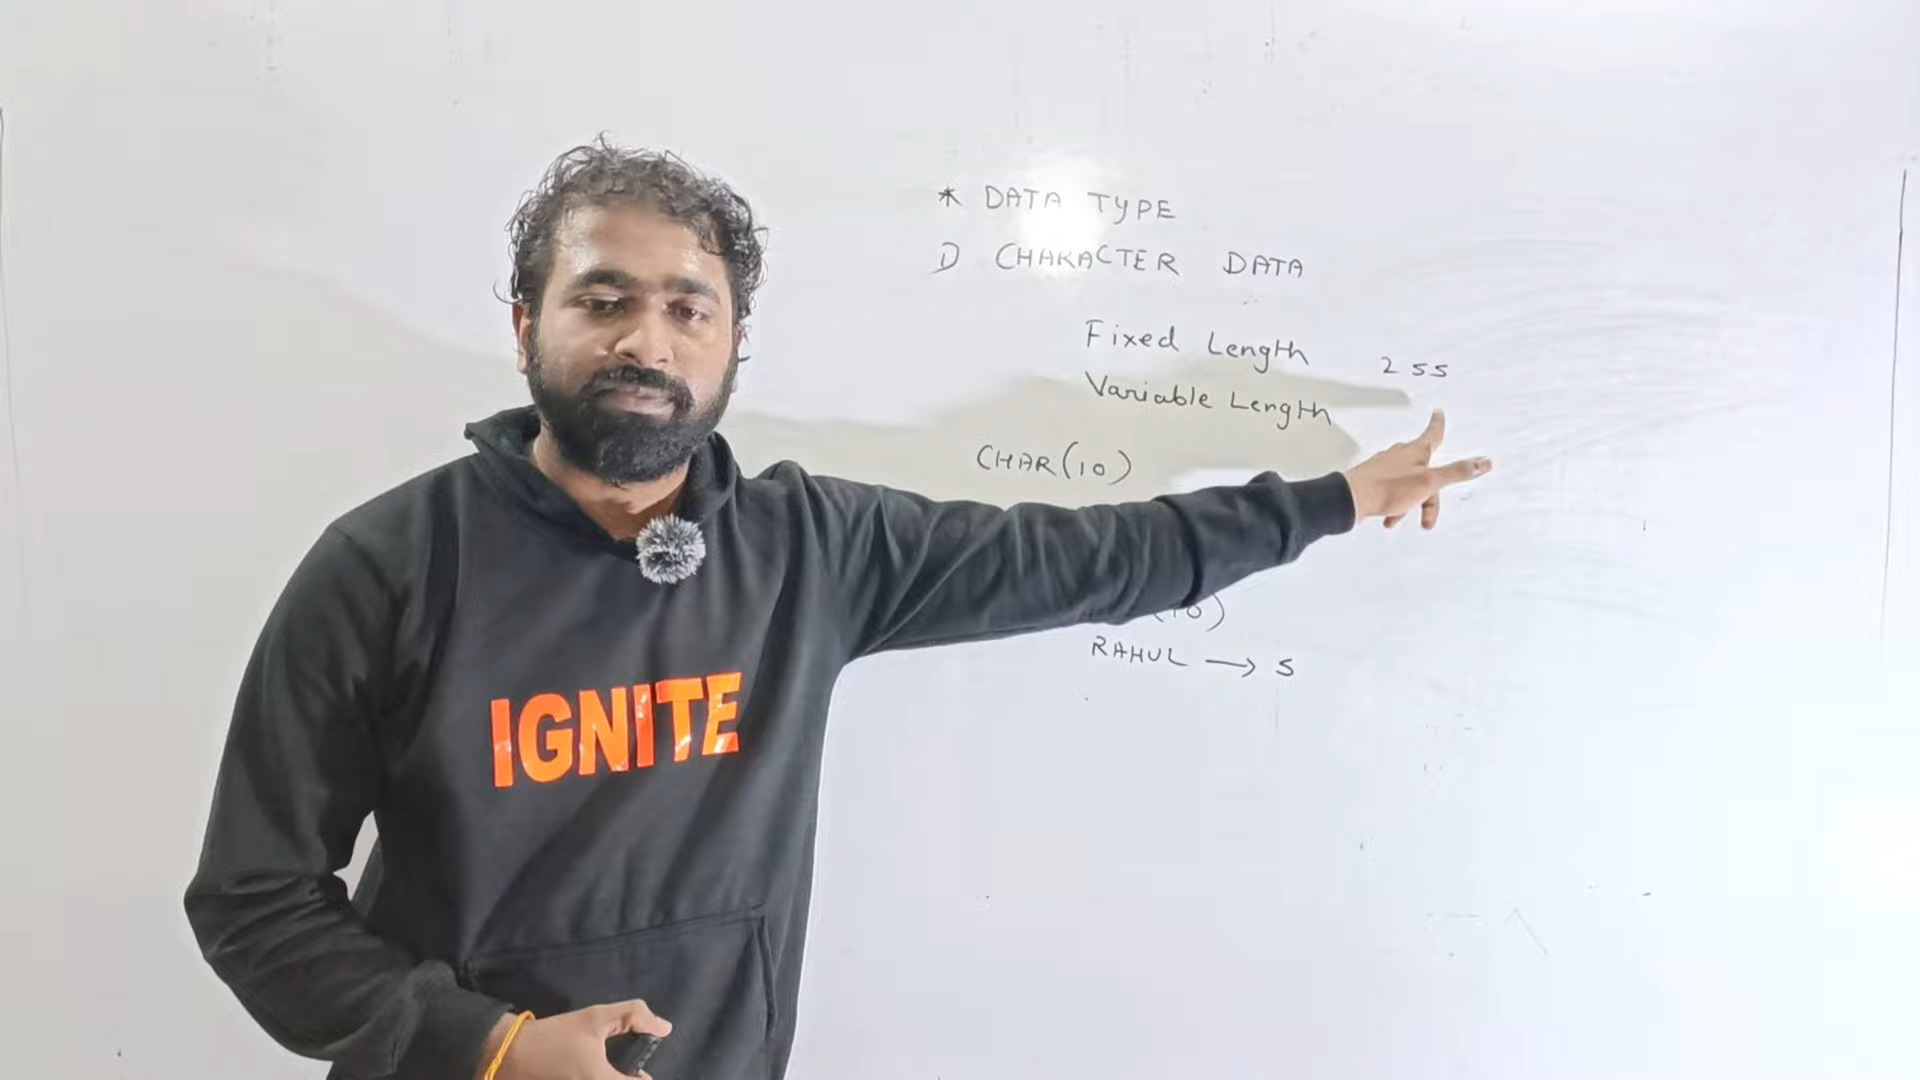 * DATA TYPE
1) CHARACTER DATA
Fixed Length 255
Variable Length
CHAR(10)
(10)
RAHUL → 5
IGNITE